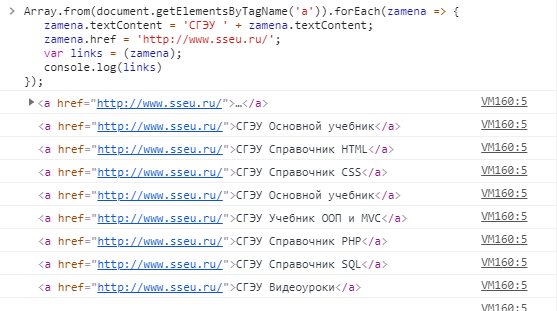 > Array.from(document.getElementsByTagName('a')).forEach(zamena => {
zamena.textContent = 'СГЭУ ' + zamena.textContent;
zamena.href = 'http://www.sseu.ru/';
var links = (zamena);
console.log(links)
});
▶<a href="http://www.sseu.ru/">…</a> VM160:5
<a href="http://www.sseu.ru/">СГЭУ Основной учебник</a> VM160:5
<a href="http://www.sseu.ru/">СГЭУ Справочник HTML</a> VM160:5
<a href="http://www.sseu.ru/">СГЭУ Справочник CSS</a> VM160:5
<a href="http://www.sseu.ru/">СГЭУ Основной учебник</a> VM160:5
<a href="http://www.sseu.ru/">СГЭУ Учебник ООП и MVC</a> VM160:5
<a href="http://www.sseu.ru/">СГЭУ Справочник PHP</a> VM160:5
<a href="http://www.sseu.ru/">СГЭУ Справочник SQL</a> VM160:5
<a href="http://www.sseu.ru/">СГЭУ Видеоуроки</a> VM160:5
VM160:5